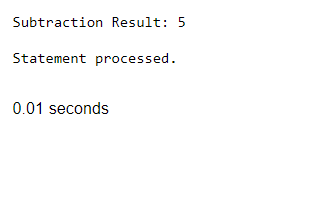 Subtraction Result: 5
Statement processed.
0.01 seconds